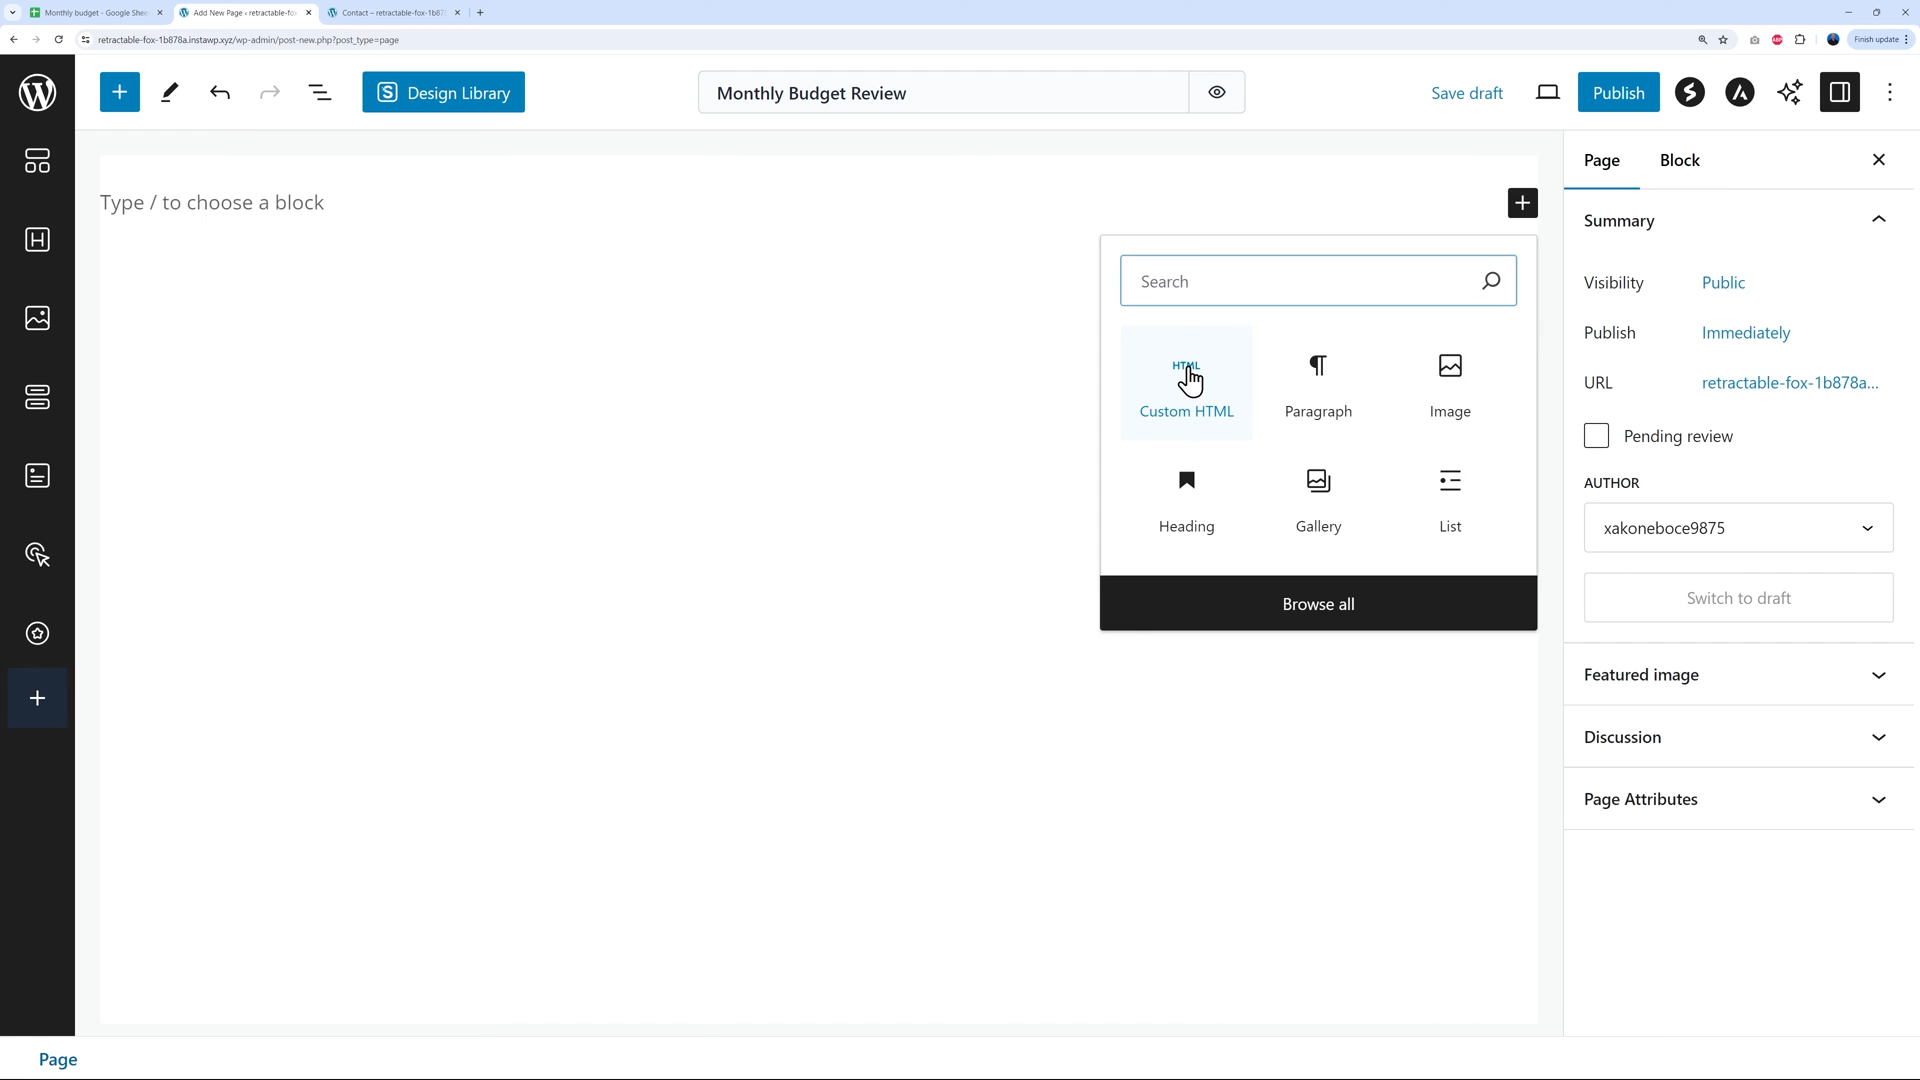 Monthly budget - Google Shee
Add New Page ‹ retractable-fo
Contact – retractable-fox-1b87
retractable-fox-1b878a.instawp.xyz/wp-admin/post-new.php?post_type=page
ABP
Finish update
S Design Library
Monthly Budget Review
Save draft
Publish
Page
Block
Type / to choose a block
Summary
Search
Visibility
Public
Publish
Immediately
HTML
URL
retractable-fox-1b878a...
Custom HTML
Paragraph
Image
Pending review
AUTHOR
xakoneboce9875
Heading
Gallery
List
Switch to draft
Browse all
Featured image
Discussion
Page Attributes
Page